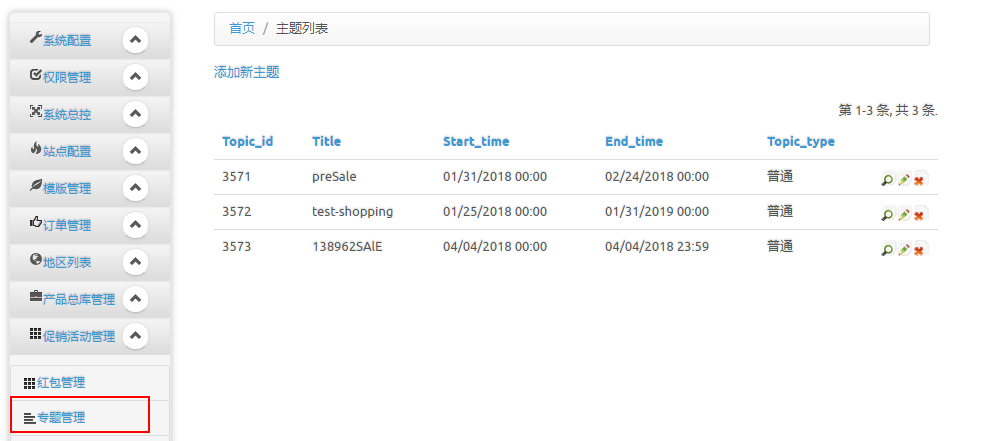 系统配置
权限管理
系统总控
站点配置
模版管理
订单管理
地区列表
产品总库管理
促销活动管理
红包管理
专题管理
首页 / 主题列表
添加新主题
第 1-3 条, 共 3 条.
Topic_id Title Start_time End_time Topic_type
3571 preSale 01/31/2018 00:00 02/24/2018 00:00 普通
3572 test-shopping 01/25/2018 00:00 01/31/2019 00:00 普通
3573 138962SAlE 04/04/2018 00:00 04/04/2018 23:59 普通